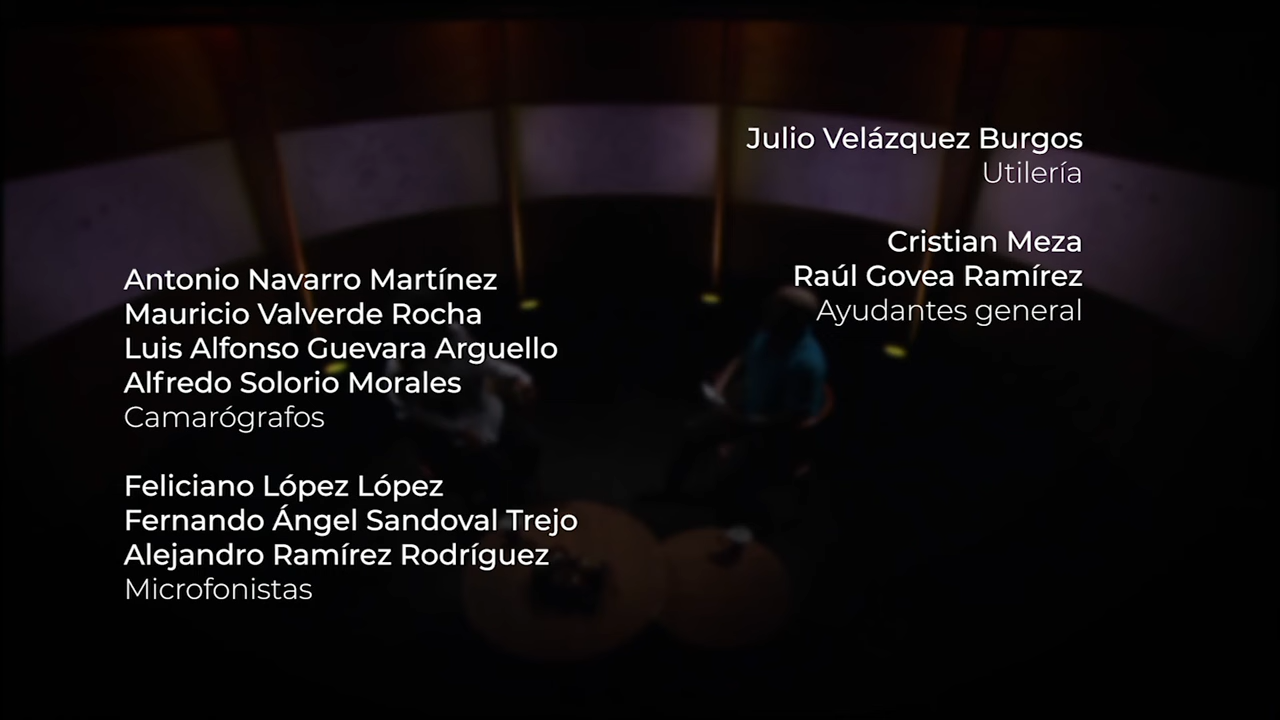 Antonio Navarro Martínez
Mauricio Valverde Rocha
Luis Alfonso Guevara Arguello
Alfredo Solorio Morales
Camarógrafos
Feliciano López López
Fernando Ángel Sandoval Trejo
Alejandro Ramírez Rodríguez
Microfonistas
Julio Velázquez Burgos
Utilería
Cristian Meza
Raúl Govea Ramírez
Ayudantes general